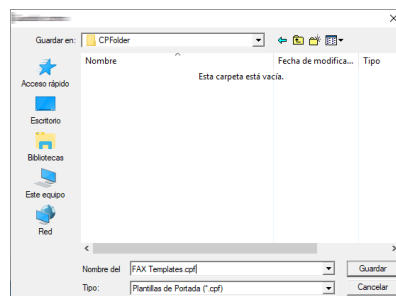 Guardar en:
CPFolder
Nombre
Fecha de modifica...
Tipo
Esta carpeta está vacía.
Acceso rápido
Escritorio
Bibliotecas
Este equipo
Red
Nombre del
FAX Templates.cpf
Guardar
Tipo:
Plantillas de Portada (*.cpf)
Cancelar